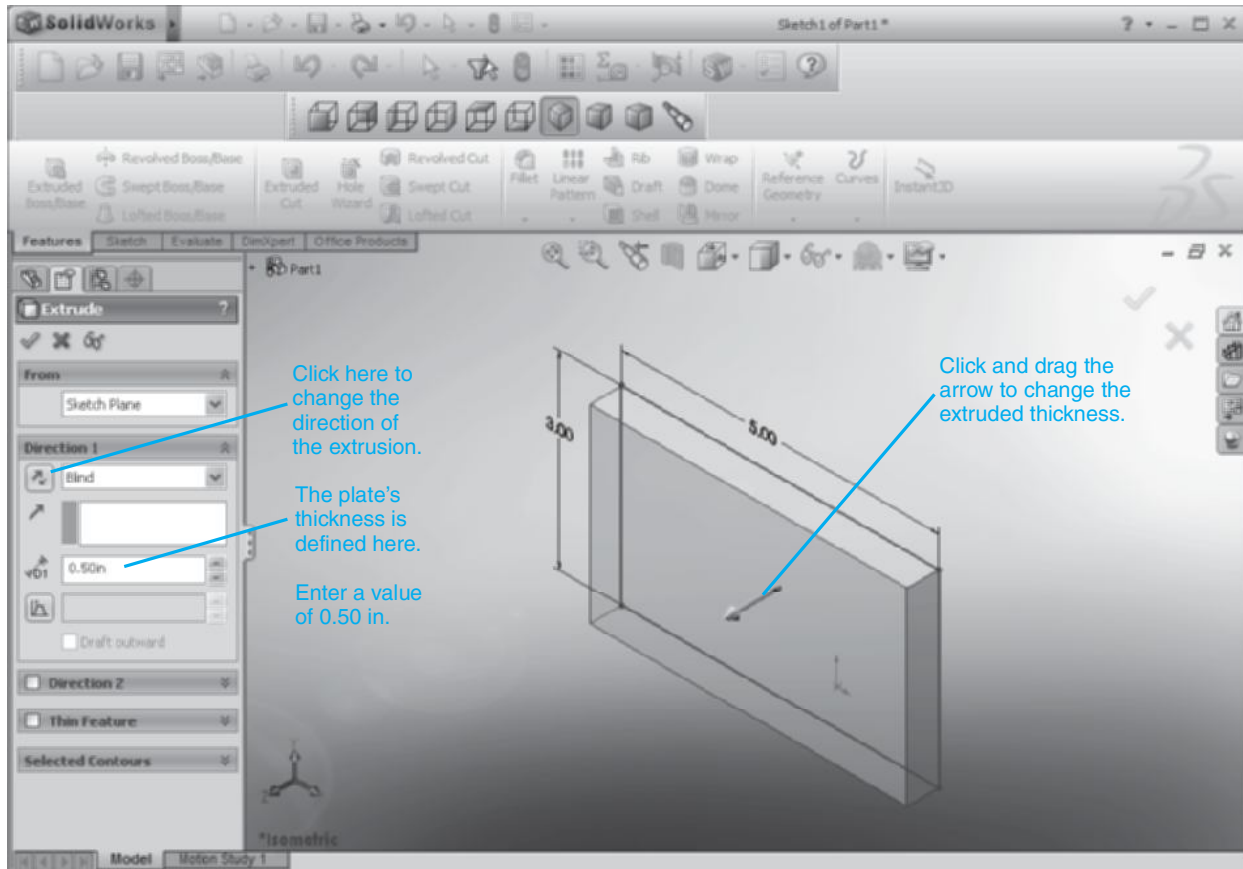 SolidWorks
Sketch1 of Part1 *
Extruded Boss/Base
Revolved Boss/Base
Swept Boss/Base
Lofted Boss/Base
Extruded Cut
Hole Wizard
Revolved Cut
Swept Cut
Lofted Cut
Fillet
Linear Pattern
Rib
Draft
Shell
Wrap
Dome
Mirror
Reference Geometry
Curves
Instant3D
Features
Sketch
Evaluate
DimXpert
Office Products
Part1
Extrude
?
From
Sketch Plane
Direction 1
Blind
D1
0.50in
Draft outward
Direction 2
Thin Feature
Selected Contours
Click here to
change the
direction of
the extrusion.
The plate's
thickness is
defined here.
Enter a value
of 0.50 in.
Click and drag the
arrow to change the
extruded thickness.
3.00
5.00
Y
Z
*Isometric
Model
Motion Study 1